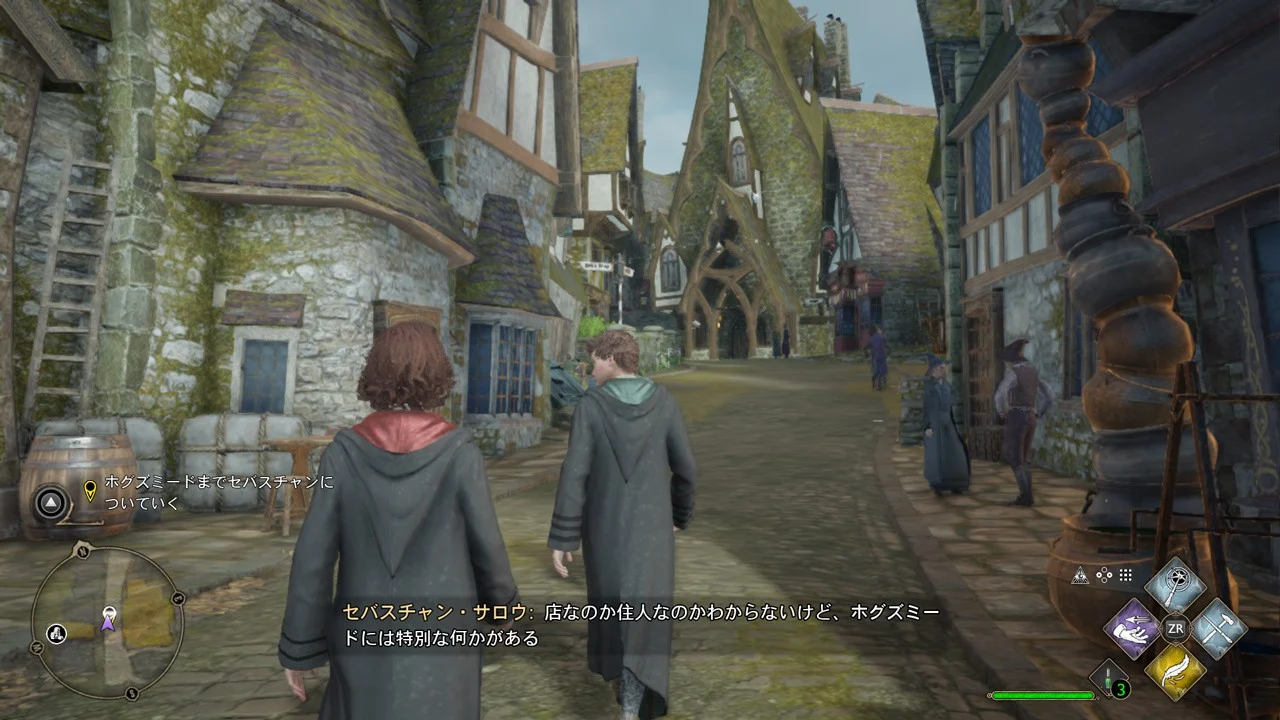 ホグズミードまでセバスチャンに
ついていく
セバスチャン・サロウ: 店なのか住人なのかわからないけど、ホグズミー
ドには特別な何かがある
ZR
3